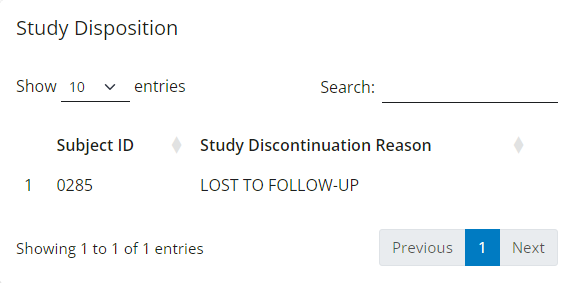 Study Disposition
Show 10 entries
Search:
Subject ID Study Discontinuation Reason
1 0285 LOST TO FOLLOW-UP
Showing 1 to 1 of 1 entries
Previous 1 Next